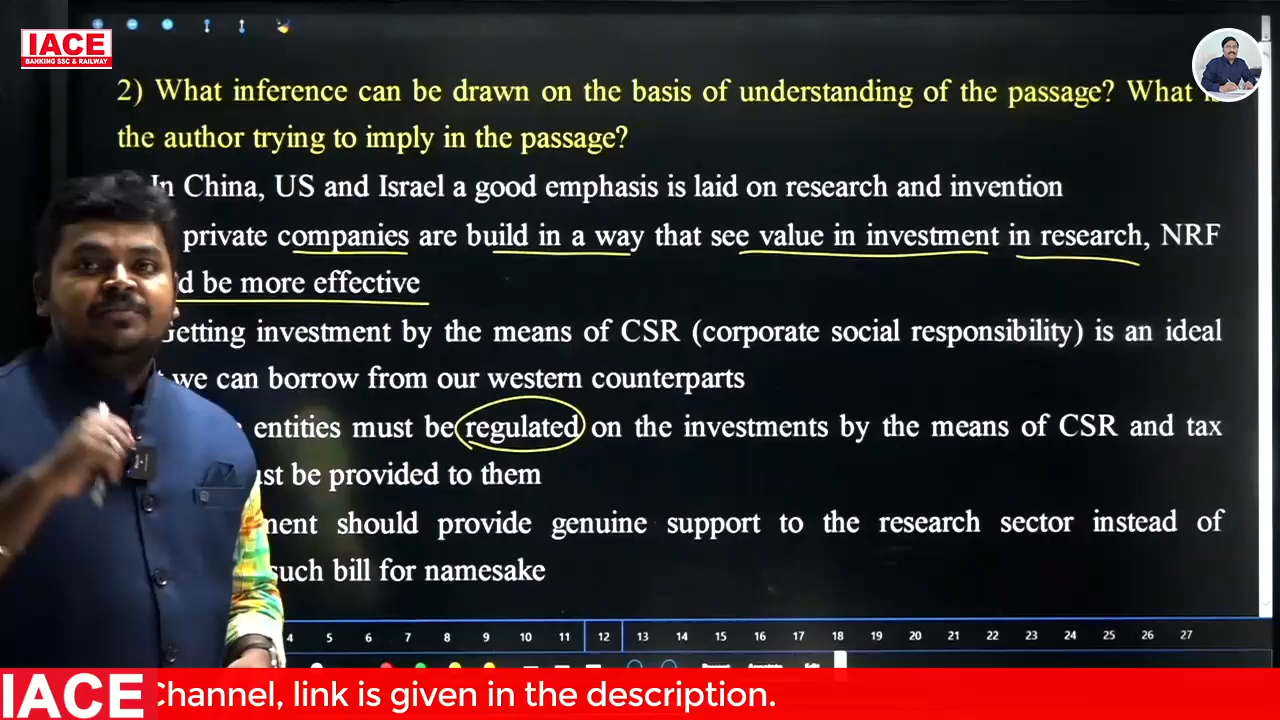 IACE
BANKING SSC & RAILWAY
2) What inference can be drawn on the basis of understanding of the passage? What
the author trying to imply in the passage?
In China, US and Israel a good emphasis is laid on research and invention
private companies are build in a way that see value in investment in research, NRF
be more effective
Getting investment by the means of CSR (corporate social responsibility) is an ideal
we can borrow from our western counterparts
entities must be regulated on the investments by the means of CSR and tax
must be provided to them
should provide genuine support to the research sector instead of
such bill for namesake
4 5 6 7 8 9 10 11 12 13 14 15 16 17 18 19 20 21 22 23 24 25 26 27
IACE Channel, link is given in the description.